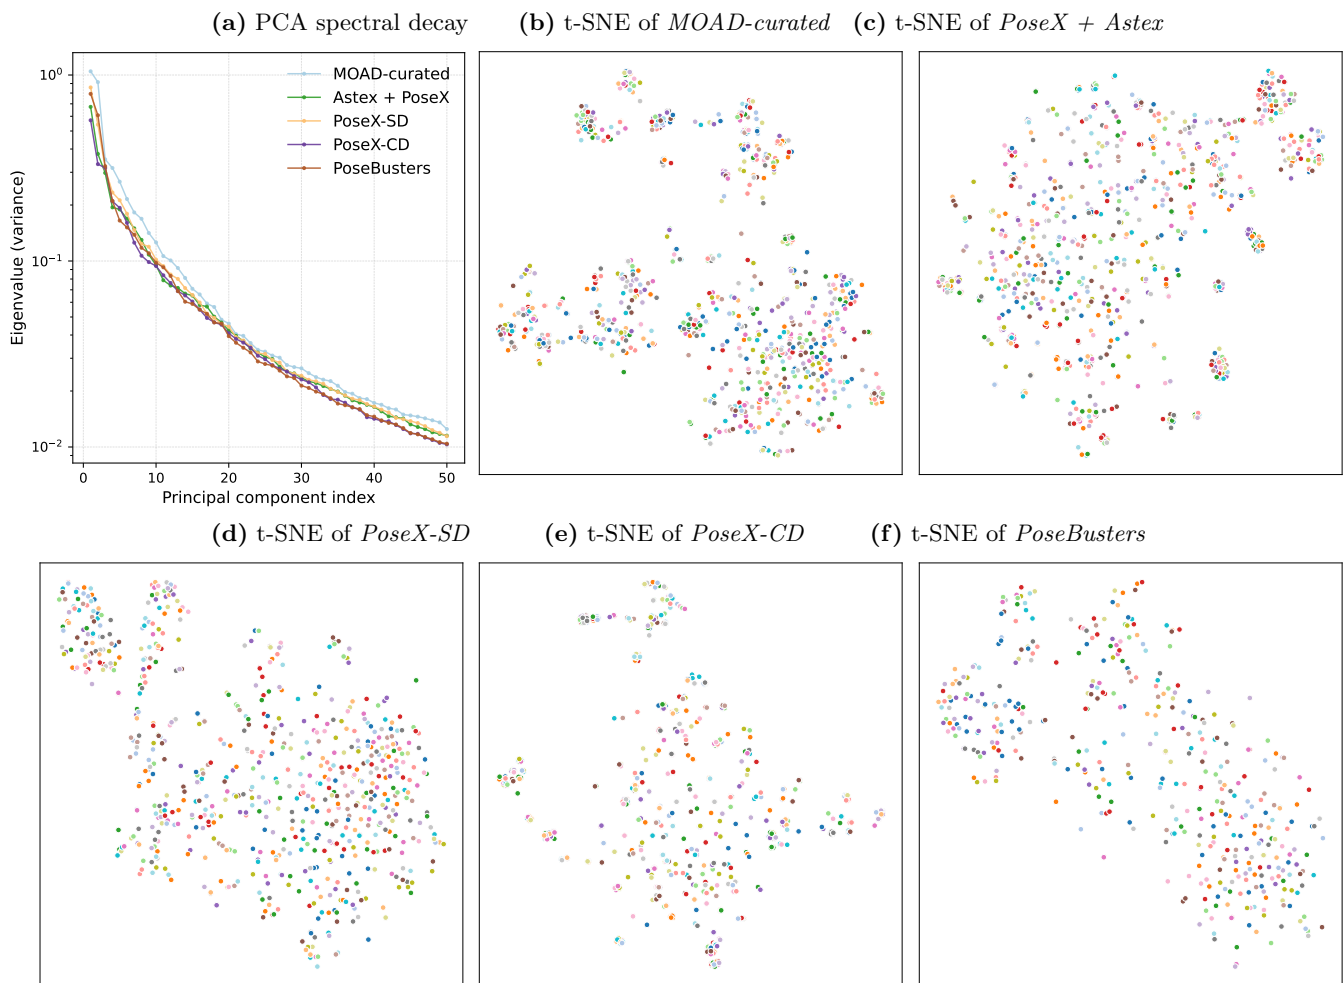 (a) PCA spectral decay
(b) t-SNE of MOAD-curated
(c) t-SNE of PoseX + Astex
10⁰
10⁻¹
10⁻²
Eigenvalue (variance)
MOAD-curated
Astex + PoseX
PoseX-SD
PoseX-CD
PoseBusters
0 10 20 30 40 50
Principal component index
(d) t-SNE of PoseX-SD
(e) t-SNE of PoseX-CD
(f) t-SNE of PoseBusters